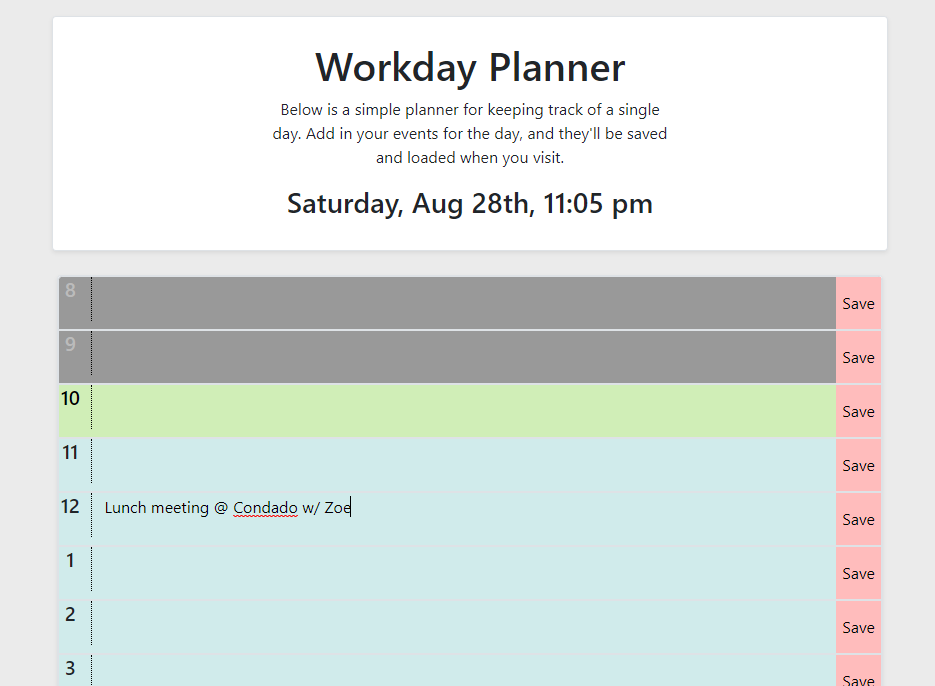 Workday Planner
Below is a simple planner for keeping track of a single
day. Add in your events for the day, and they'll be saved
and loaded when you visit.
Saturday, Aug 28th, 11:05 pm
8 Save
9 Save
10 Save
11 Save
12 Lunch meeting @ Condado w/ Zoe Save
1 Save
2 Save
3 Save